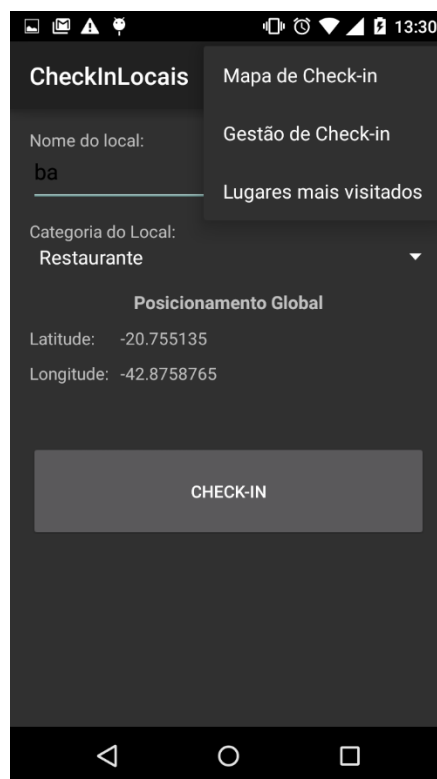 13:30
CheckInLocais
Mapa de Check-in
Gestão de Check-in
Lugares mais visitados
Nome do local:
ba
Categoria do Local:
Restaurante
Posicionamento Global
Latitude: -20.755135
Longitude: -42.8758765
CHECK-IN